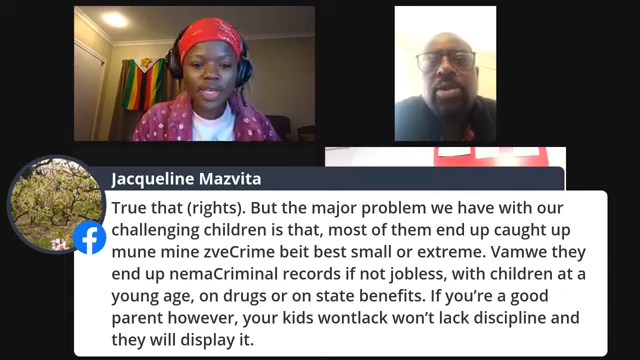 Jacqueline Mazvita
True that (rights). But the major problem we have with our
challenging children is that, most of them end up caught up
mune mine zveCrime beit best small or extreme. Vamwe they
end up nemaCriminal records if not jobless, with children at a
young age, on drugs or on state benefits. If you're a good
parent however, your kids wontlack won't lack discipline and
they will display it.